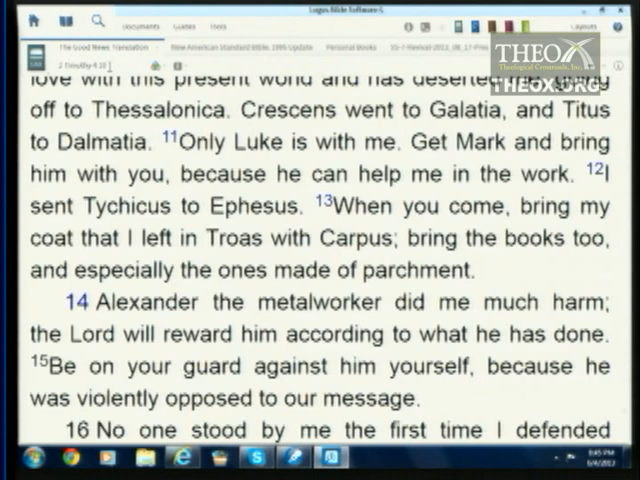 Logos Bible Software 5
Documents Guides Tools
Layouts
The Good News Translation New American Standard Bible, 1995 Update Personal Books
2 Timothy 4:10
THEOX
Theological Crossroads, Inc.
THEOX.ORG
love with this present world and has deserted me, going
off to Thessalonica. Crescens went to Galatia, and Titus
to Dalmatia. 11Only Luke is with me. Get Mark and bring
him with you, because he can help me in the work. 12I
sent Tychicus to Ephesus. 13When you come, bring my
coat that I left in Troas with Carpus; bring the books too,
and especially the ones made of parchment.
14 Alexander the metalworker did me much harm;
the Lord will reward him according to what he has done.
15Be on your guard against him yourself, because he
was violently opposed to our message.
16 No one stood by me the first time I defended
8:45 PM
6/4/2013